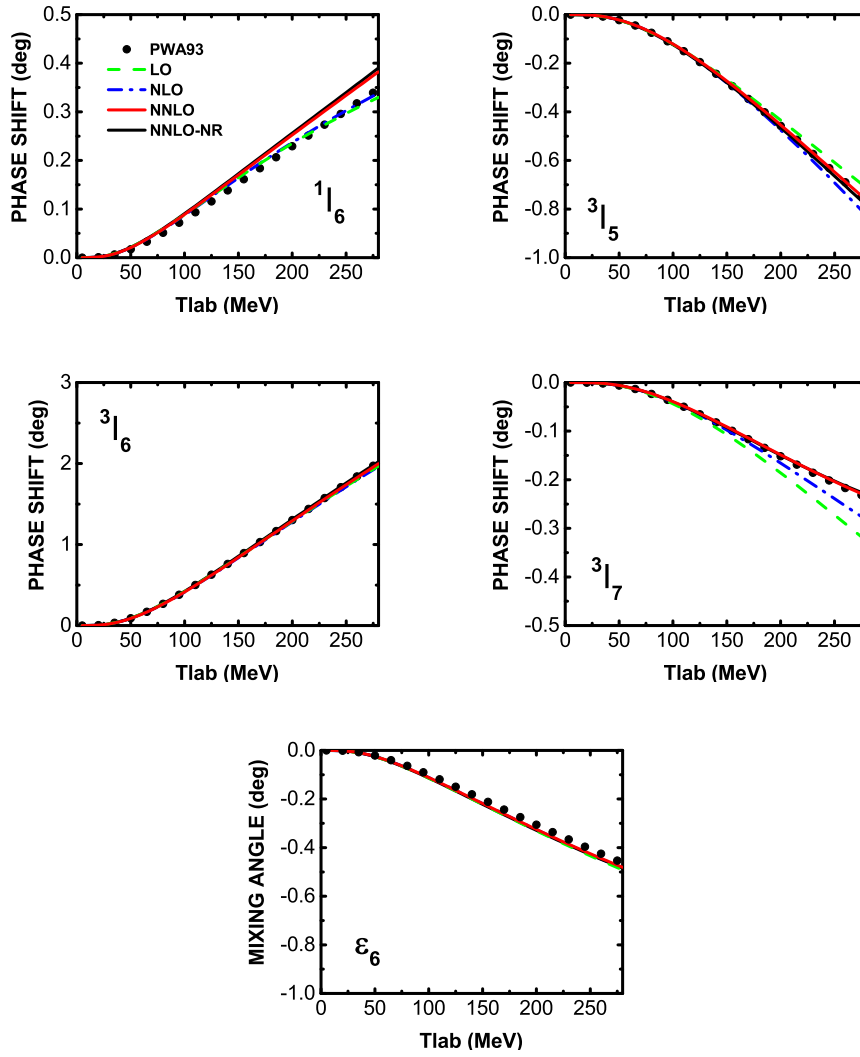 PHASE SHIFT (deg)
0.5
0.4
0.3
0.2
0.1
0.0
PWA93
LO
NLO
NNLO
NNLO-NR
¹I₆
0 50 100 150 200 250
Tlab (MeV)
PHASE SHIFT (deg)
0.0
-0.2
-0.4
-0.6
-0.8
-1.0
³I₅
0 50 100 150 200 250
Tlab (MeV)
PHASE SHIFT (deg)
3
2
1
0
³I₆
0 50 100 150 200 250
Tlab (MeV)
PHASE SHIFT (deg)
0.0
-0.1
-0.2
-0.3
-0.4
-0.5
³I₇
0 50 100 150 200 250
Tlab (MeV)
MIXING ANGLE (deg)
0.0
-0.2
-0.4
-0.6
-0.8
-1.0
ε₆
0 50 100 150 200 250
Tlab (MeV)